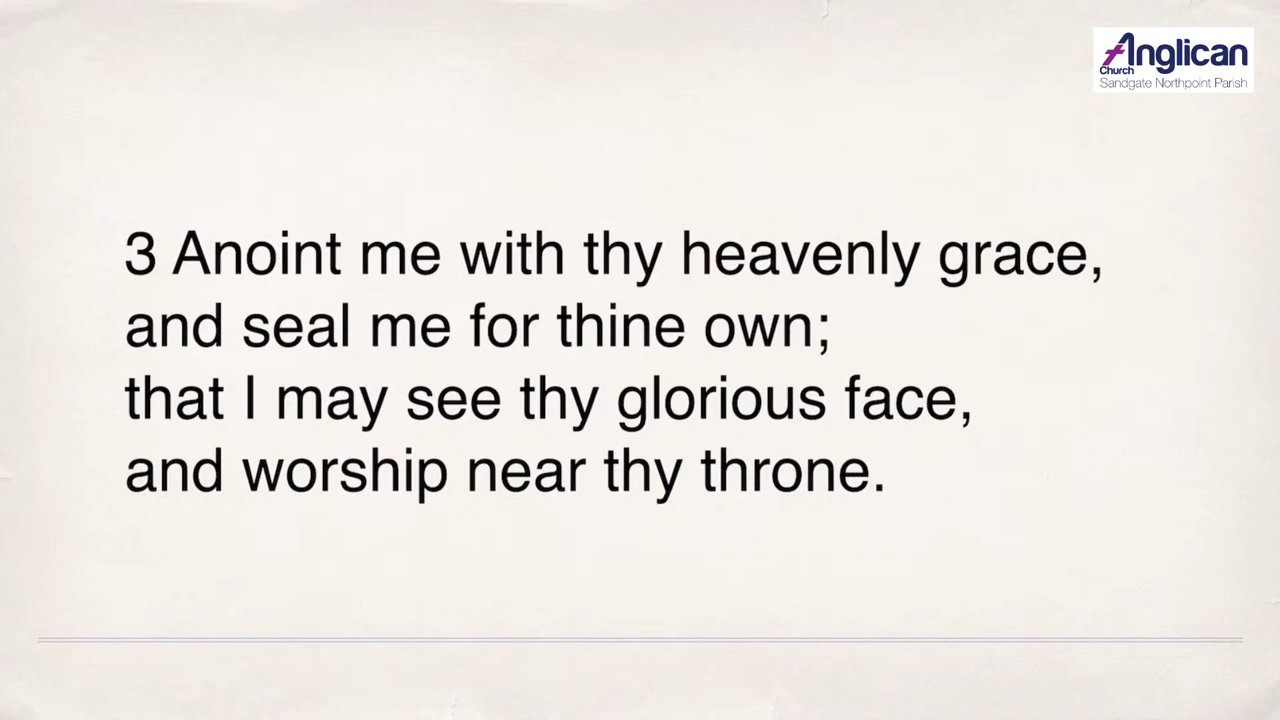 Anglican
Church
Sandgate Northpoint Parish
3 Anoint me with thy heavenly grace,
and seal me for thine own;
that I may see thy glorious face,
and worship near thy throne.